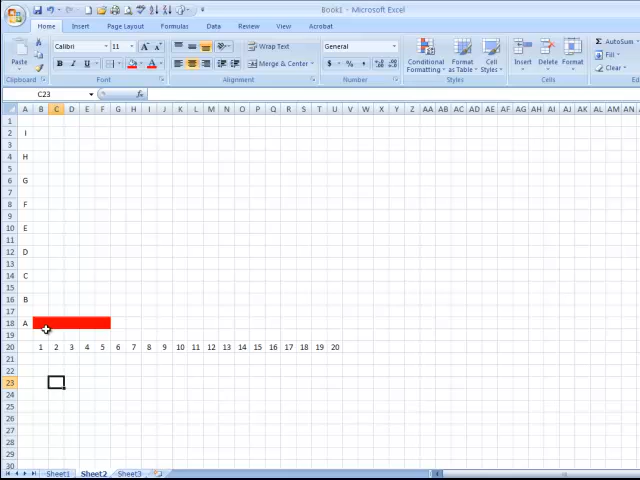 Book1 - Microsoft Excel
Home Insert Page Layout Formulas Data Review View Acrobat
Calibri 11 Wrap Text General AutoSum
Paste B I U A Merge & Center $ % , Conditional Formatting Format as Table Cell Styles Insert Delete Format Fill Clear
Clipboard Font Alignment Number Styles Cells
C23 fx
A B C D E F G H I J K L M N O P Q R S T U V W X Y Z AA AB AC AD AE AF AG AH AI AJ AK AL AM AN
1
2 I
3
4 H
5
6 G
7
8 F
9
10 E
11
12 D
13
14 C
15
16 B
17
18 A
19
20 1 2 3 4 5 6 7 8 9 10 11 12 13 14 15 16 17 18 19 20
21
22
23
24
25
26
27
28
29
30
Sheet1 Sheet2 Sheet3